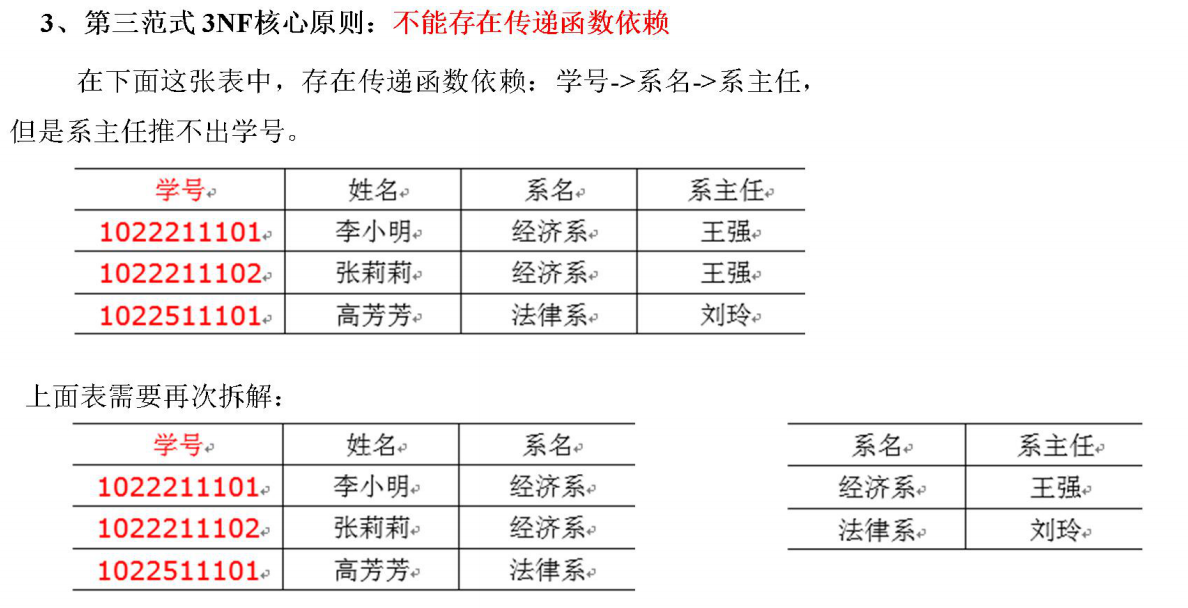 3、第三范式 3NF核心原则：不能存在传递函数依赖
在下面这张表中，存在传递函数依赖：学号->系名->系主任，
但是系主任推不出学号。
学号 姓名 系名 系主任
1022211101 李小明 经济系 王强
1022211102 张莉莉 经济系 王强
1022511101 高芳芳 法律系 刘玲
上面表需要再次拆解：
学号 姓名 系名
1022211101 李小明 经济系
1022211102 张莉莉 经济系
1022511101 高芳芳 法律系
系名 系主任
经济系 王强
法律系 刘玲